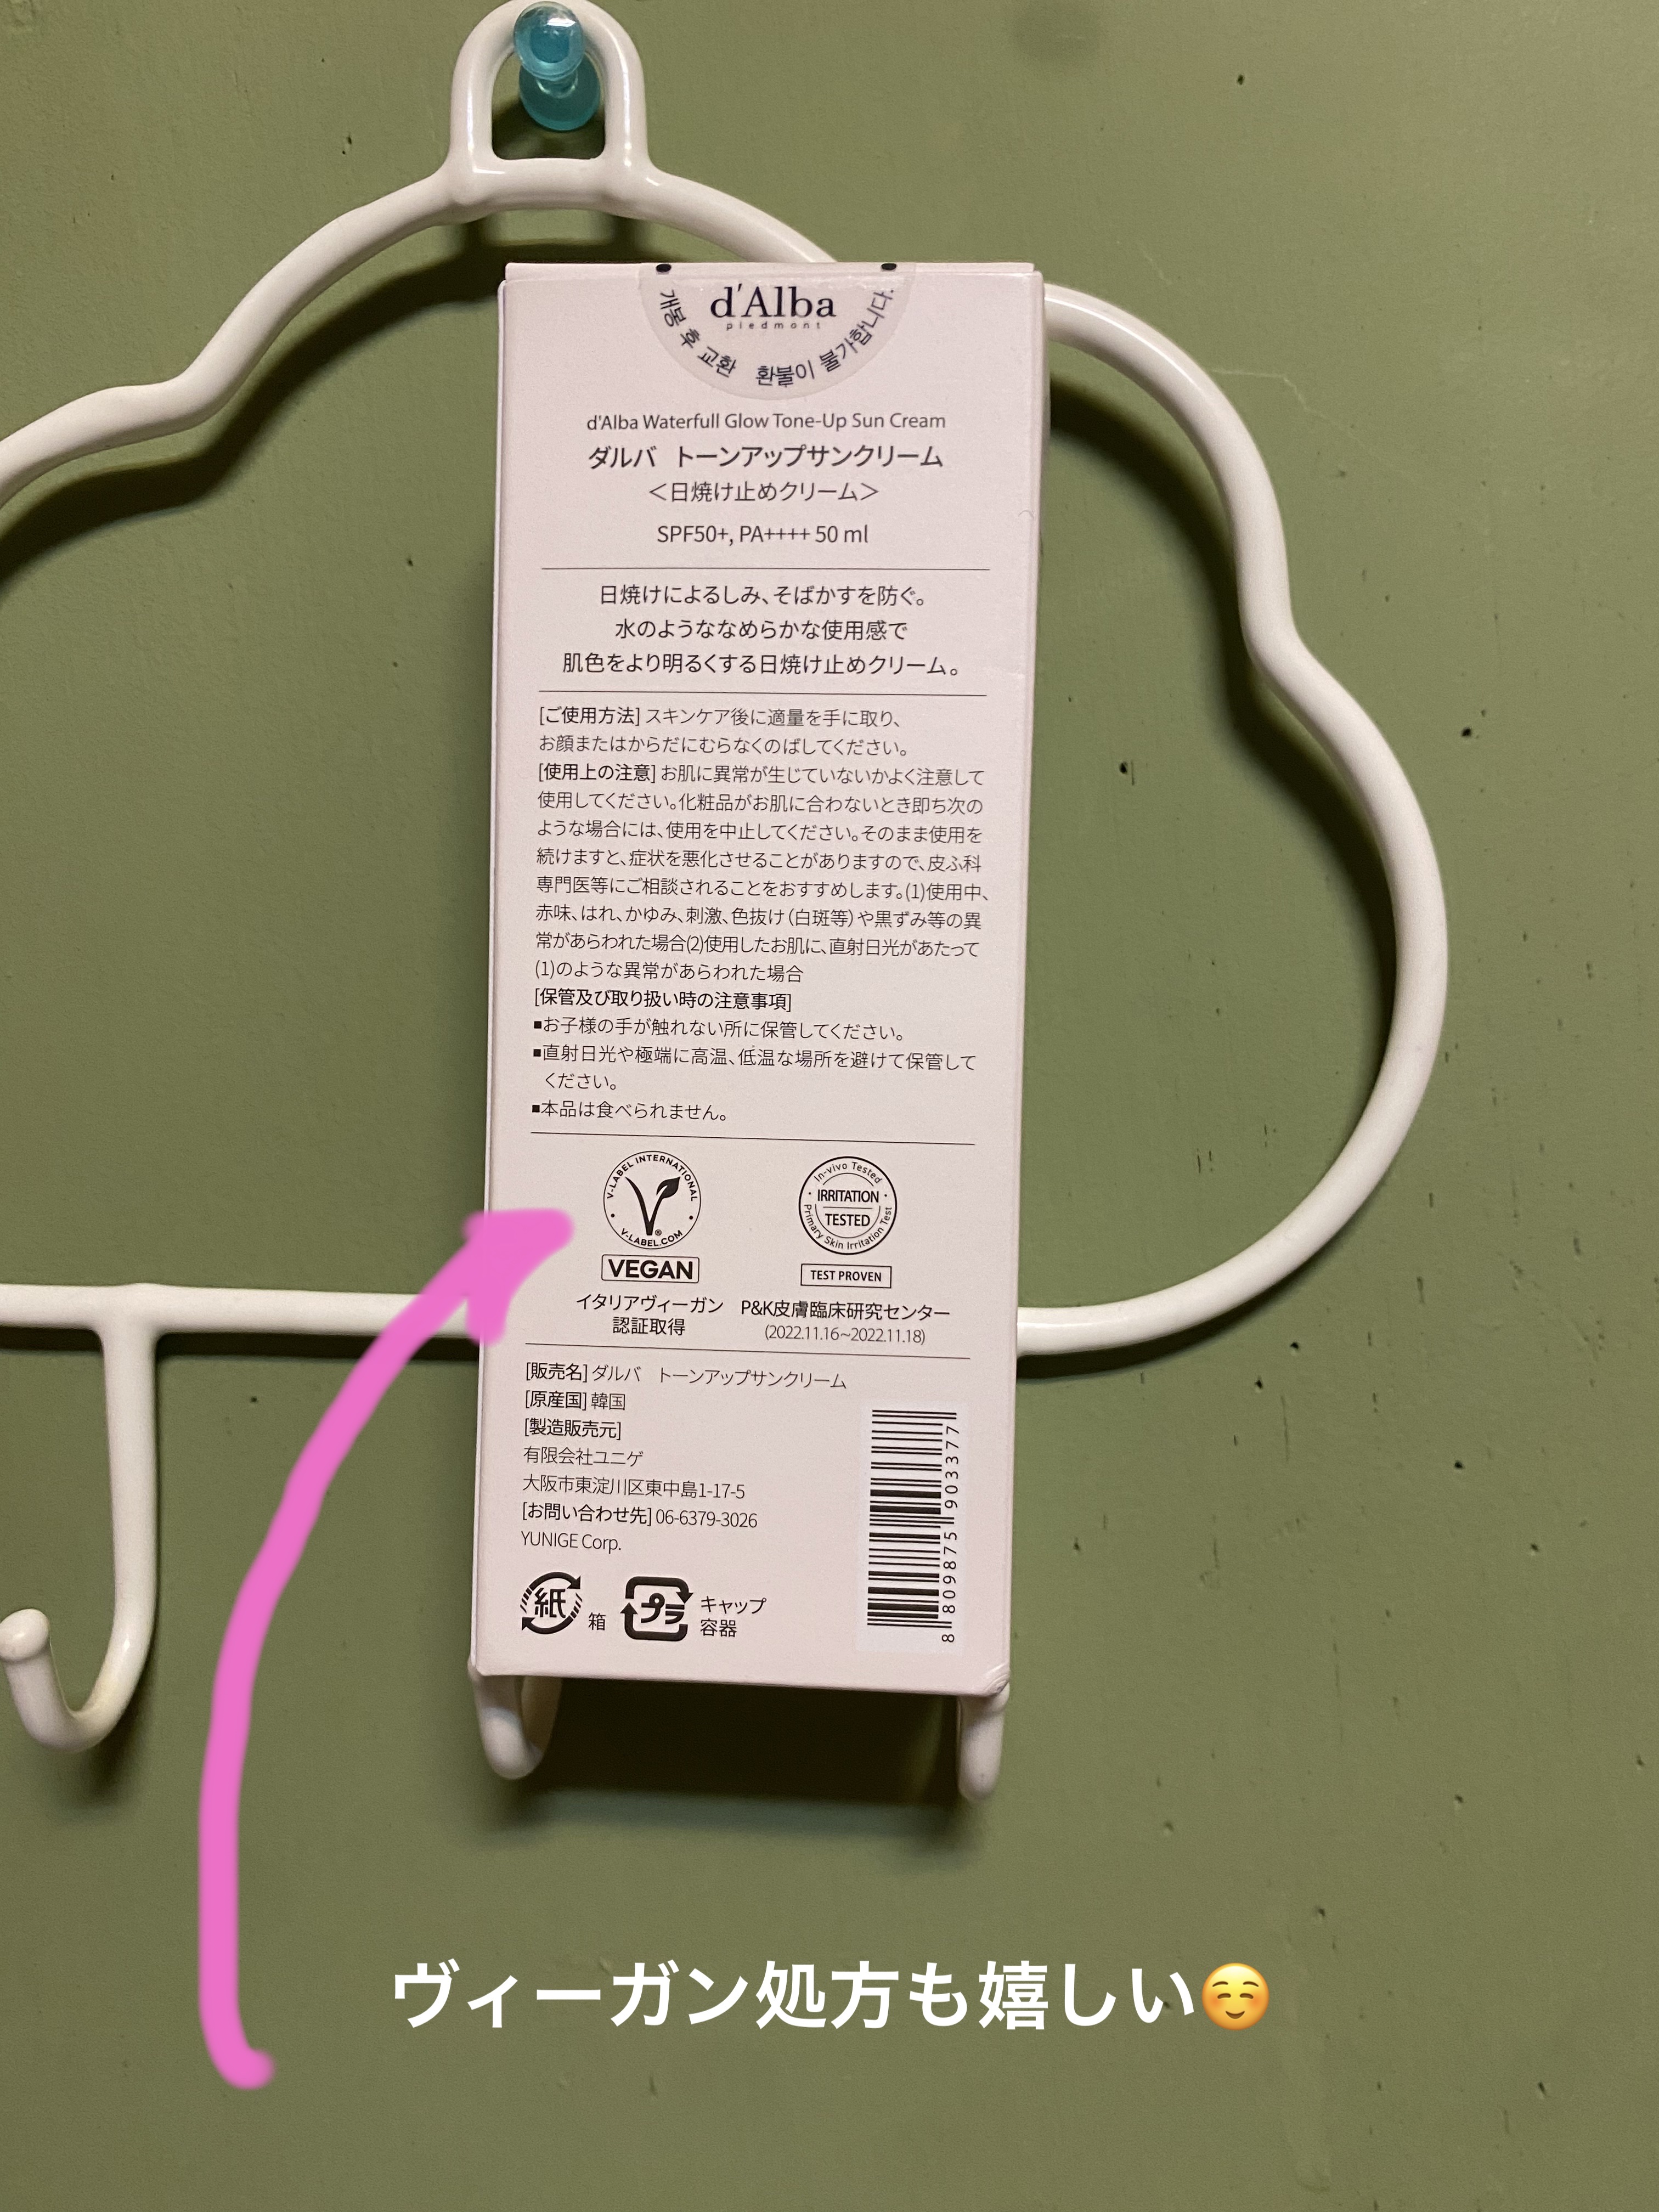 d'Alba
piedmont
개봉 후 교환 환불이 불가합니다.
d'Alba Waterfull Glow Tone-Up Sun Cream
ダルバ トーンアップサンクリーム
＜日焼け止めクリーム＞
SPF50+, PA++++ 50 ml
日焼けによるしみ、そばかすを防ぐ。
水のようななめらかな使用感で
肌色をより明るくする日焼け止めクリーム。
[ご使用方法] スキンケア後に適量を手に取り、
お顔またはからだにむらなくのばしてください。
[使用上の注意] お肌に異常が生じていないかよく注意して
使用してください。化粧品がお肌に合わないとき即ち次の
ような場合には、使用を中止してください。そのまま使用を
続けますと、症状を悪化させることがありますので、皮ふ科
専門医等にご相談されることをおすすめします。(1)使用中、
赤味、はれ、かゆみ、刺激、色抜け（白斑等）や黒ずみ等の異
常があらわれた場合(2)使用したお肌に、直射日光があたって
(1)のような異常があらわれた場合
[保管及び取り扱い時の注意事項]
■お子様の手が触れない所に保管してください。
■直射日光や極端に高温、低温な場所を避けて保管して
ください。
■本品は食べられません。
V-LABEL INTERNATIONAL
V-LABEL.COM
VEGAN
イタリアヴィーガン
認証取得
In-vivo Tested
IRRITATION
TESTED
Primary Skin Irritation Test
TEST PROVEN
P&K皮膚臨床研究センター
(2022.11.16~2022.11.18)
[販売名] ダルバ トーンアップサンクリーム
[原産国] 韓国
[製造販売元]
有限会社ユニゲ
大阪市東淀川区東中島1-17-5
[お問い合わせ先] 06-6379-3026
YUNIGE Corp.
紙 箱
プラ キャップ
容器
8 809875 903377
ヴィーガン処方も嬉しい☺️